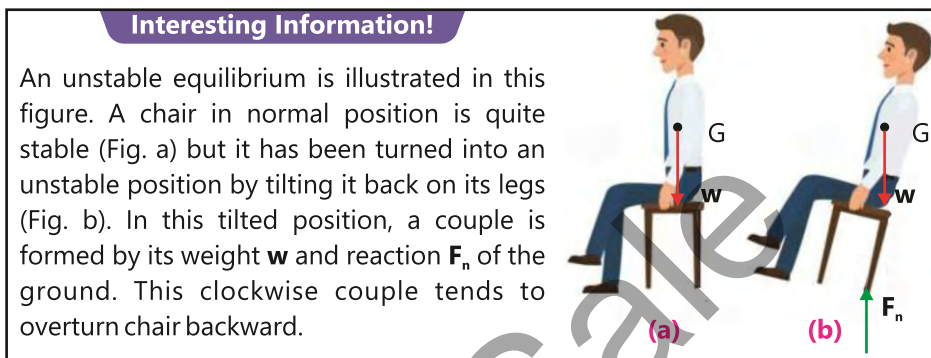 Interesting Information!
An unstable equilibrium is illustrated in this
figure. A chair in normal position is quite
stable (Fig. a) but it has been turned into an
unstable position by tilting it back on its legs
(Fig. b). In this tilted position, a couple is
formed by its weight w and reaction Fₙ of the
ground. This clockwise couple tends to
overturn chair backward.
G
w
(a)
G
w
Fₙ
(b)